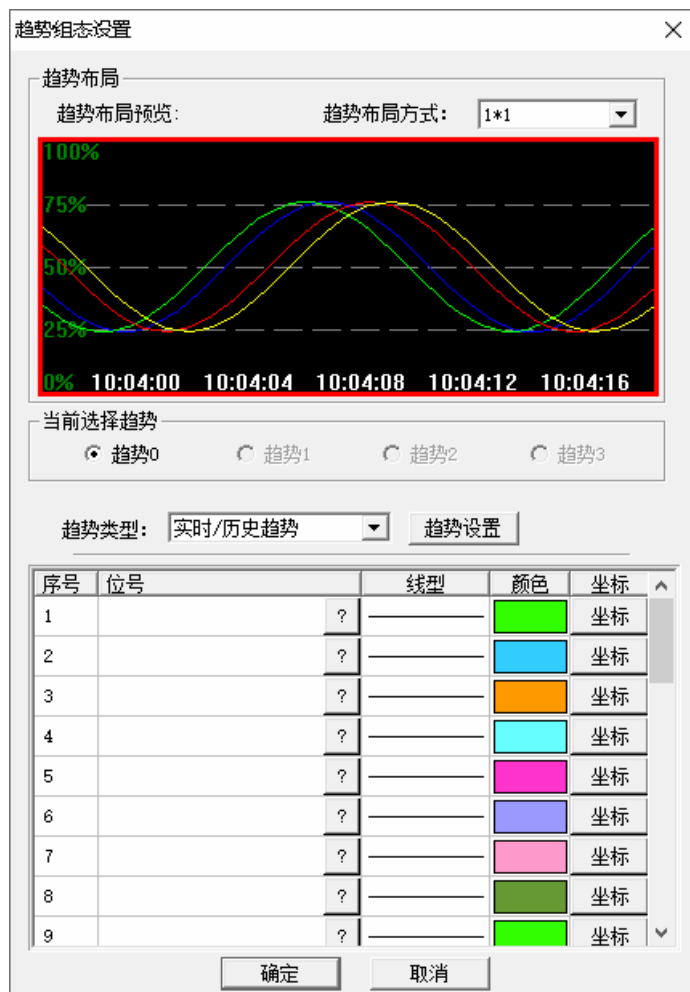 趋势组态设置
趋势布局
趋势布局预览: 趋势布局方式: 1*1
100%
75%
50%
25%
0% 10:04:00 10:04:04 10:04:08 10:04:12 10:04:16
当前选择趋势
趋势0 趋势1 趋势2 趋势3
趋势类型: 实时/历史趋势 趋势设置
序号 位号 线型 颜色 坐标
1 ? 坐标
2 ? 坐标
3 ? 坐标
4 ? 坐标
5 ? 坐标
6 ? 坐标
7 ? 坐标
8 ? 坐标
9 ? 坐标
确定 取消